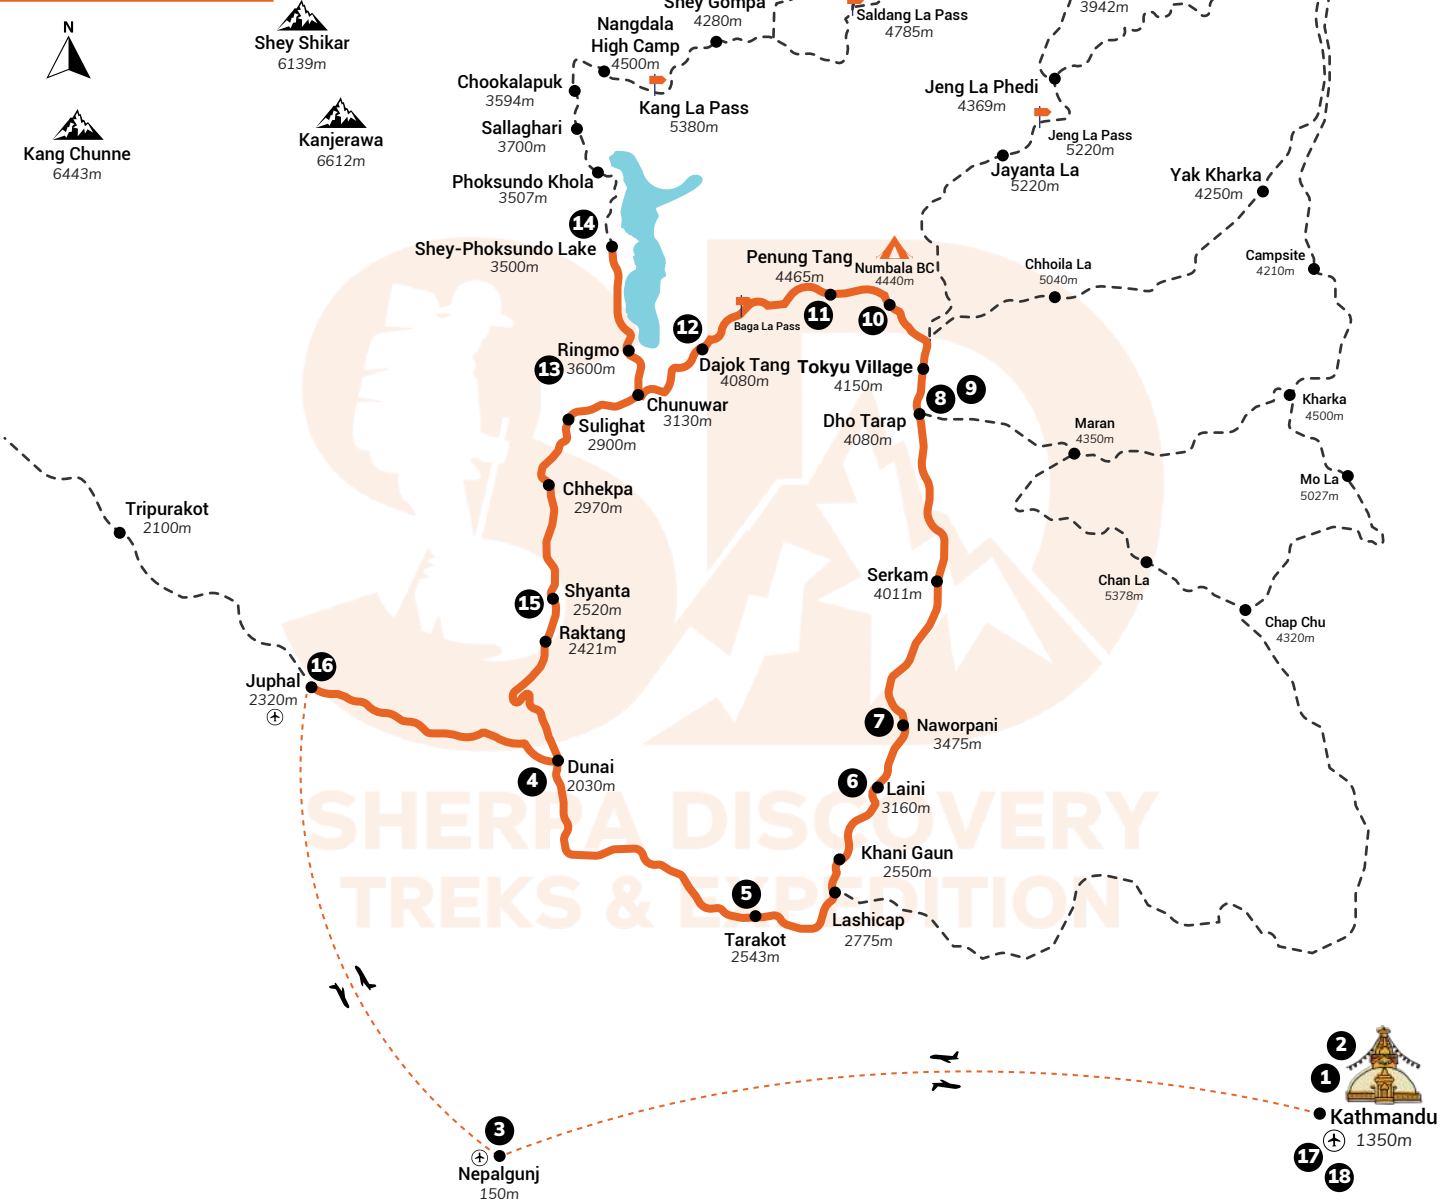 N
Shey Shikar
6139m
Kang Chunne
6443m
Kanjerawa
6612m
Shey Gompa
4280m
Nangdala
High Camp
4500m
Saldang La Pass
4785m
3942m
Chookalapuk
3594m
Kang La Pass
5380m
Sallaghari
3700m
Phoksundo Khola
3507m
Jeng La Phedi
4369m
Jeng La Pass
5220m
Jayanta La
5220m
Yak Kharka
4250m
14
Shey-Phoksundo Lake
3500m
Penung Tang
4465m
Numbala BC
4440m
Chhoila La
5040m
Campsite
4210m
Baga La Pass
11
10
12
Ringmo
3600m
13
Dajok Tang
4080m
Tokyu Village
4150m
8
9
Chunuwar
3130m
Sulighat
2900m
Dho Tarap
4080m
Maran
4350m
Kharka
4500m
Mo La
5027m
Chhekpa
2970m
Tripurakot
2100m
Serkam
4011m
Chan La
5378m
Chap Chu
4320m
15
Shyanta
2520m
Raktang
2421m
16
Juphal
2320m
7
Naworpani
3475m
4
Dunai
2030m
6
Laini
3160m
SHERPA DISCOVERY
TREKS & EXPEDITION
Khani Gaun
2550m
5
Tarakot
2543m
Lashicap
2775m
2
1
Kathmandu
1350m
17
18
3
Nepalgunj
150m